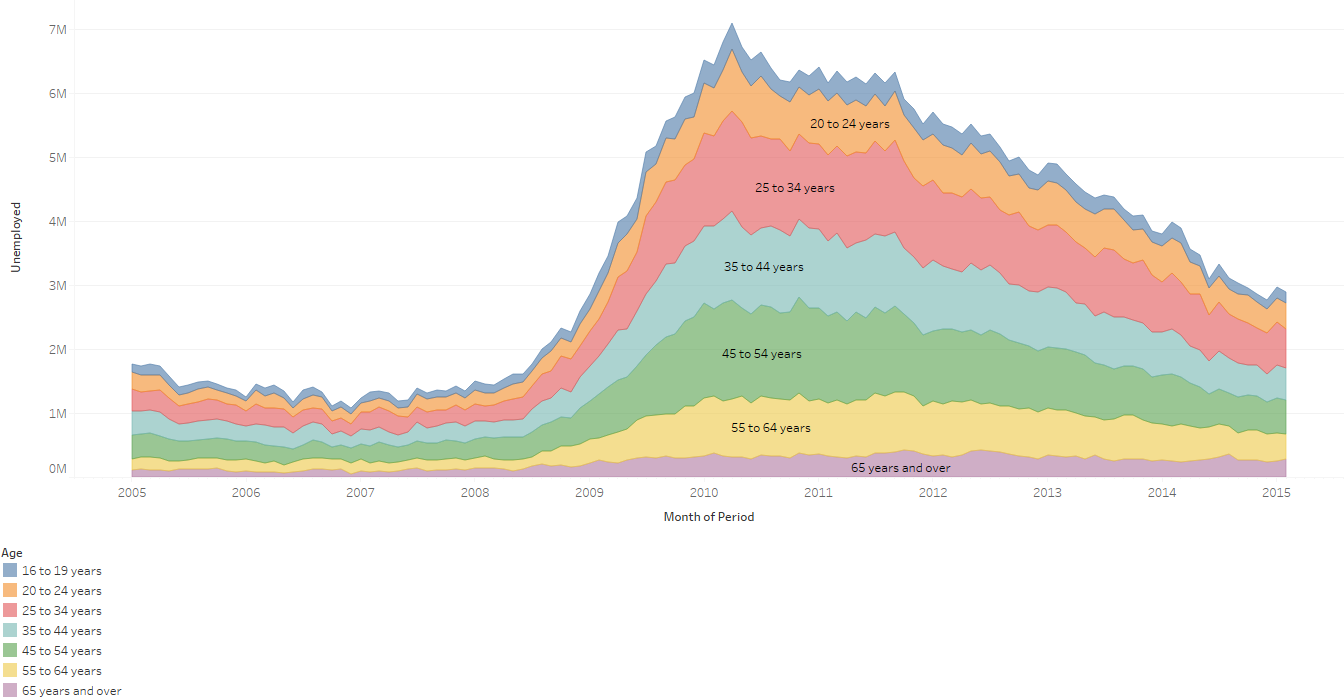 7M
6M
5M
4M
3M
2M
1M
0M
Unemployed
20 to 24 years
25 to 34 years
35 to 44 years
45 to 54 years
55 to 64 years
65 years and over
2005 2006 2007 2008 2009 2010 2011 2012 2013 2014 2015
Month of Period
Age
16 to 19 years
20 to 24 years
25 to 34 years
35 to 44 years
45 to 54 years
55 to 64 years
65 years and over